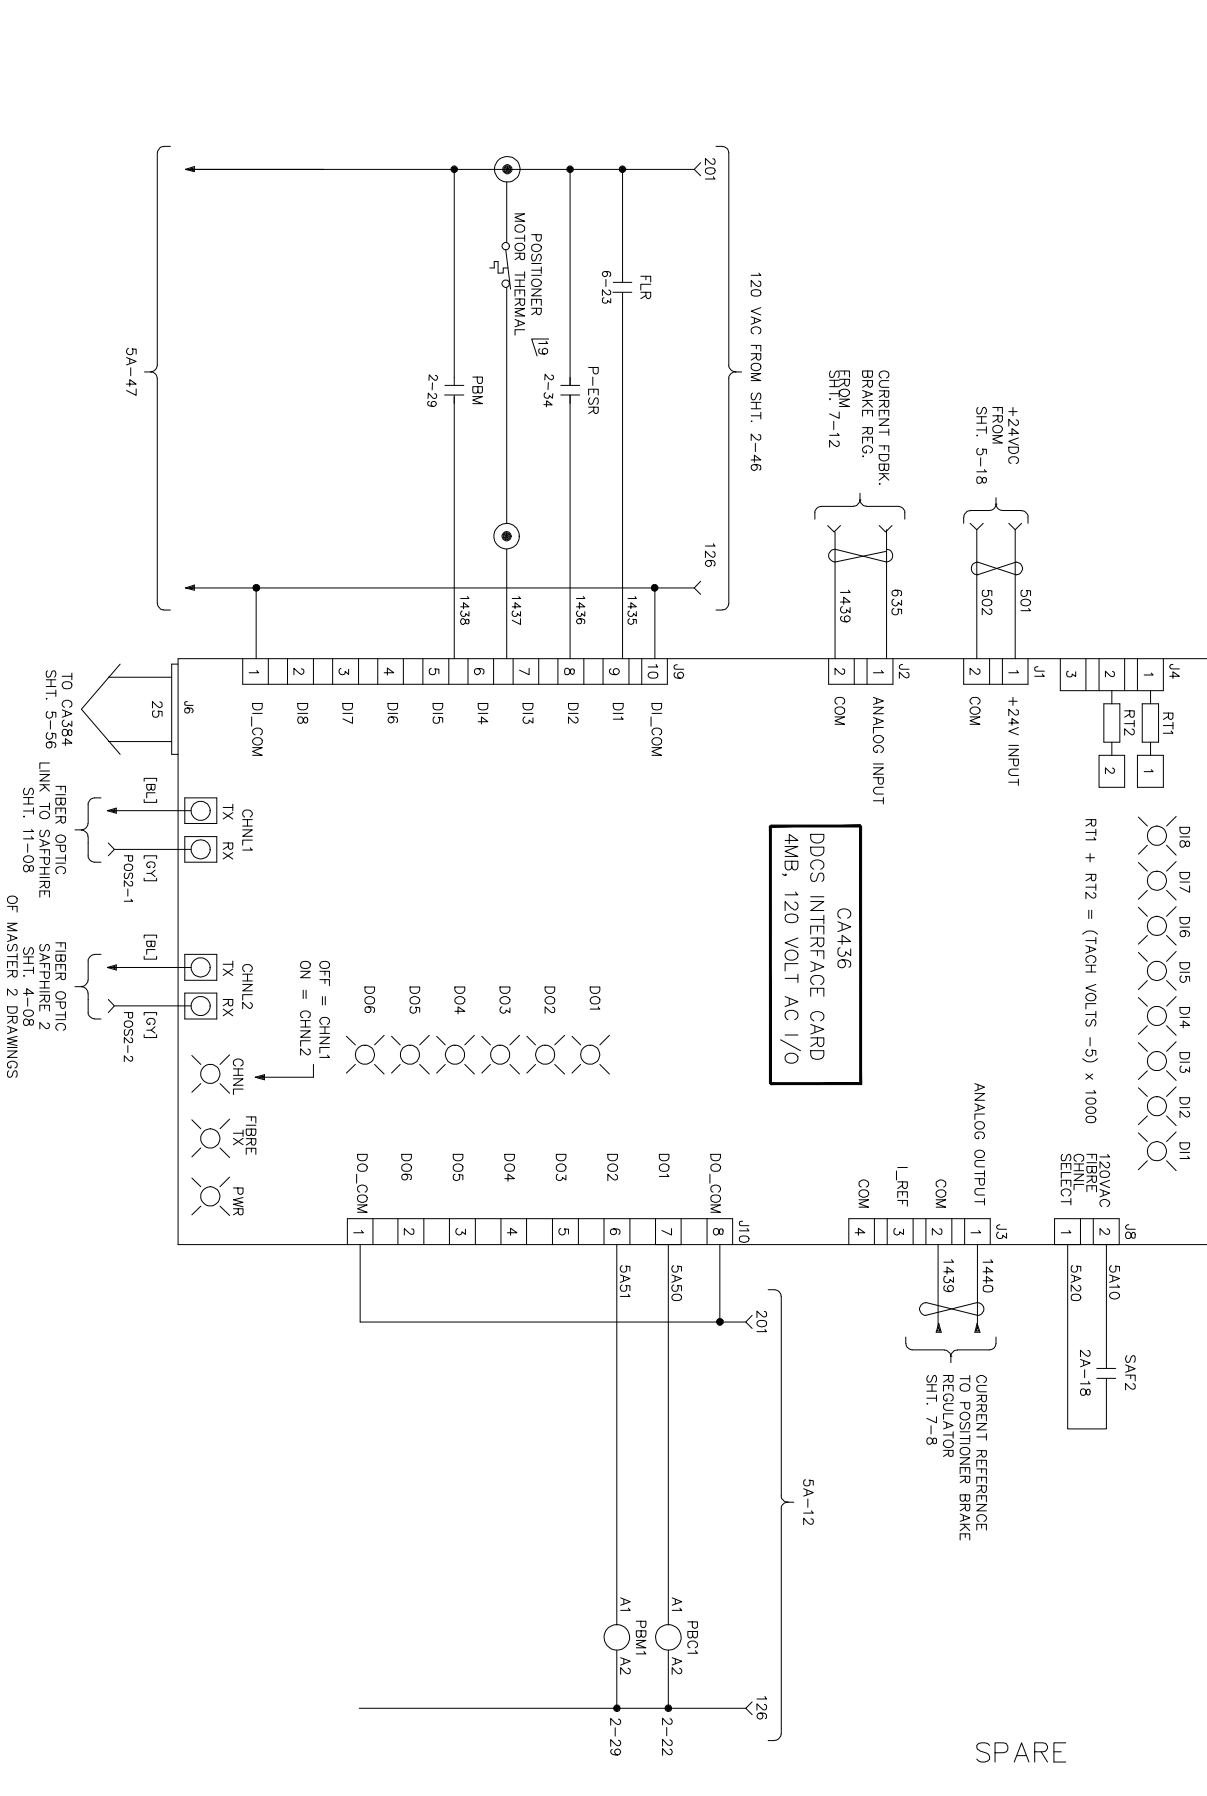 SPARE
J4
1
2
3
RT1
RT2
1
2
RT1 + RT2 = (TACH VOLTS -5) x 1000
DI8
DI7
DI6
DI5
DI4
DI3
DI2
DI1
120VAC
FIBRE
CHNL
SELECT
J8
2
1
5A10
5A20
SAF2
2A-18
+24VDC
FROM
SHT. 5-18
501
502
J1
1
2
+24V INPUT
COM
ANALOG OUTPUT
COM
I_REF
COM
J3
1
2
3
4
1440
1439
CURRENT REFERENCE
TO POSITIONER BRAKE
REGULATOR
SHT. 7-8
CURRENT FDBK.
BRAKE REG.
FROM
SHT. 7-12
635
1439
J2
1
2
ANALOG INPUT
COM
CA436
DDCS INTERFACE CARD
4MB, 120 VOLT AC I/O
120 VAC FROM SHT. 2-46
201
126
FLR
6-23
1435
P-ESR
2-34
1436
19
POSITIONER
MOTOR THERMAL
1437
PBM
2-29
1438
5A-47
J9
10
9
8
7
6
5
4
3
2
1
DI_COM
DI1
DI2
DI3
DI4
DI5
DI6
DI7
DI8
DI_COM
DO1
DO2
DO3
DO4
DO5
DO6
OFF = CHNL1
ON = CHNL2
DO_COM
DO1
DO2
DO3
DO4
DO5
DO6
DO_COM
J10
8
7
6
5
4
3
2
1
5A-12
201
126
5A50
A1
PBC1
A2
2-22
5A51
A1
PBM1
A2
2-29
J6
25
TO CA384
SHT. 5-56
CHNL1
TX
RX
[BL]
[GY]
POS2-1
FIBER OPTIC
LINK TO SAFPHIRE
SHT. 11-08
CHNL2
TX
RX
[BL]
[GY]
POS2-2
FIBER OPTIC
SAFPHIRE 2
SHT. 4-08
OF MASTER 2 DRAWINGS
CHNL
FIBRE
TX
PWR